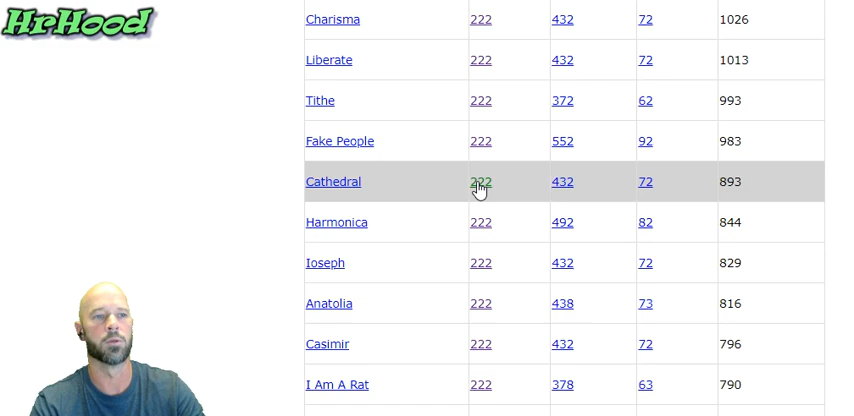 HrHood
Charisma 222 432 72 1026
Liberate 222 432 72 1013
Tithe 222 372 62 993
Fake People 222 552 92 983
Cathedral 222 432 72 893
Harmonica 222 492 82 844
Ioseph 222 432 72 829
Anatolia 222 438 73 816
Casimir 222 432 72 796
I Am A Rat 222 378 63 790